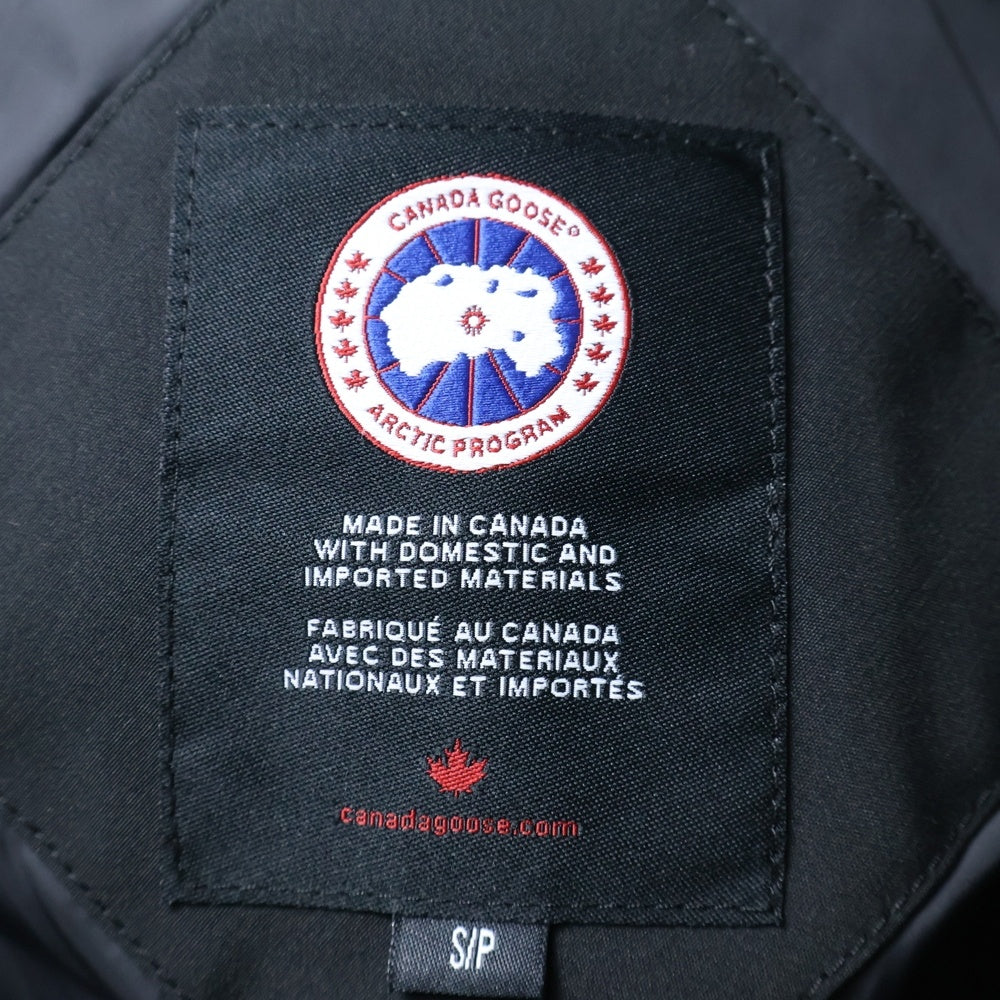 CANADA GOOSE®
ARCTIC PROGRAM
MADE IN CANADA
WITH DOMESTIC AND
IMPORTED MATERIALS
FABRIQUÉ AU CANADA
AVEC DES MATERIAUX
NATIONAUX ET IMPORTÉS
canadagoose.com
S/P